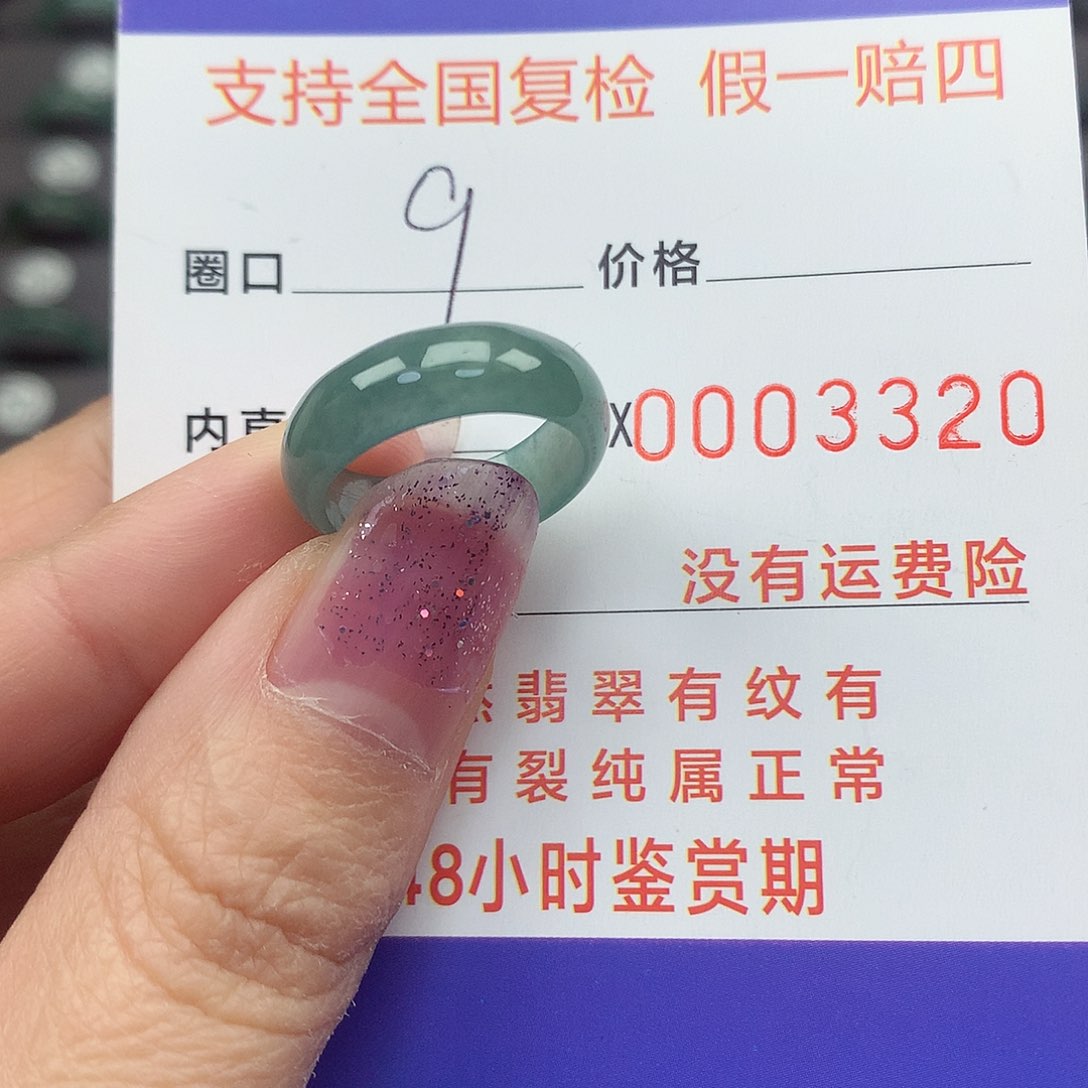 支持全国复检 假一赔四
圈口 9 价格
内直 X0003320
没有运费险
翡翠有纹有
有裂纯属正常
48小时鉴赏期